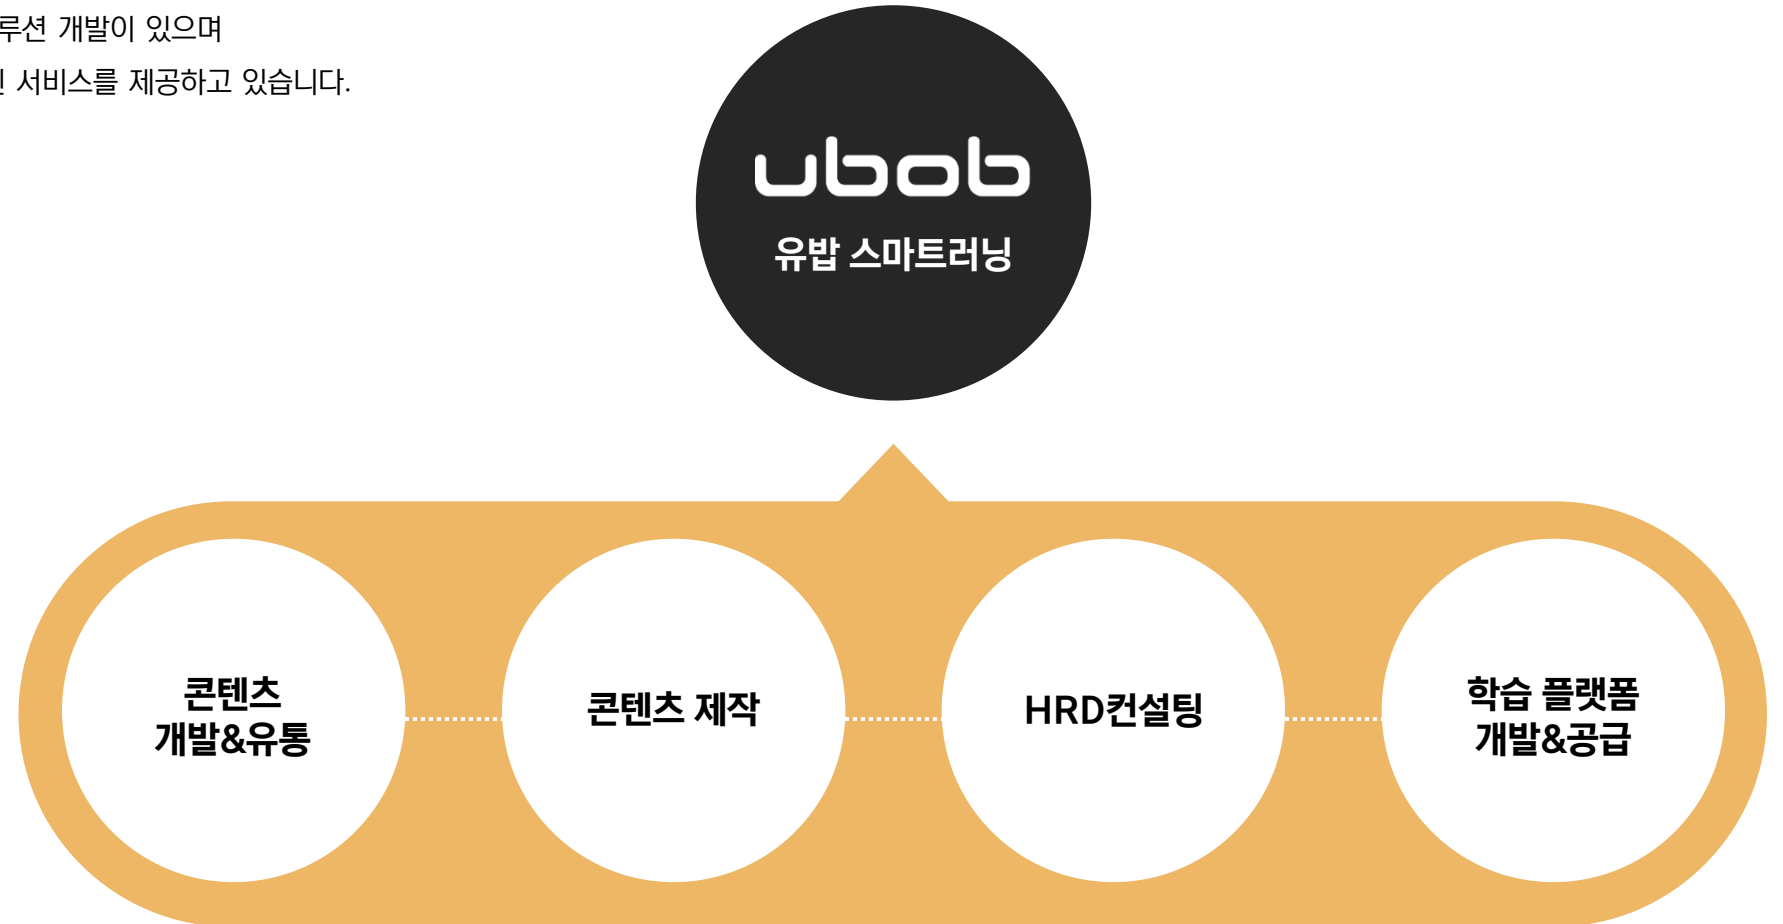 루션 개발이 있으며
서비스를 제공하고 있습니다.
ubob
유밥 스마트러닝
콘텐츠
개발&유통
콘텐츠 제작
HRD컨설팅
학습 플랫폼
개발&공급